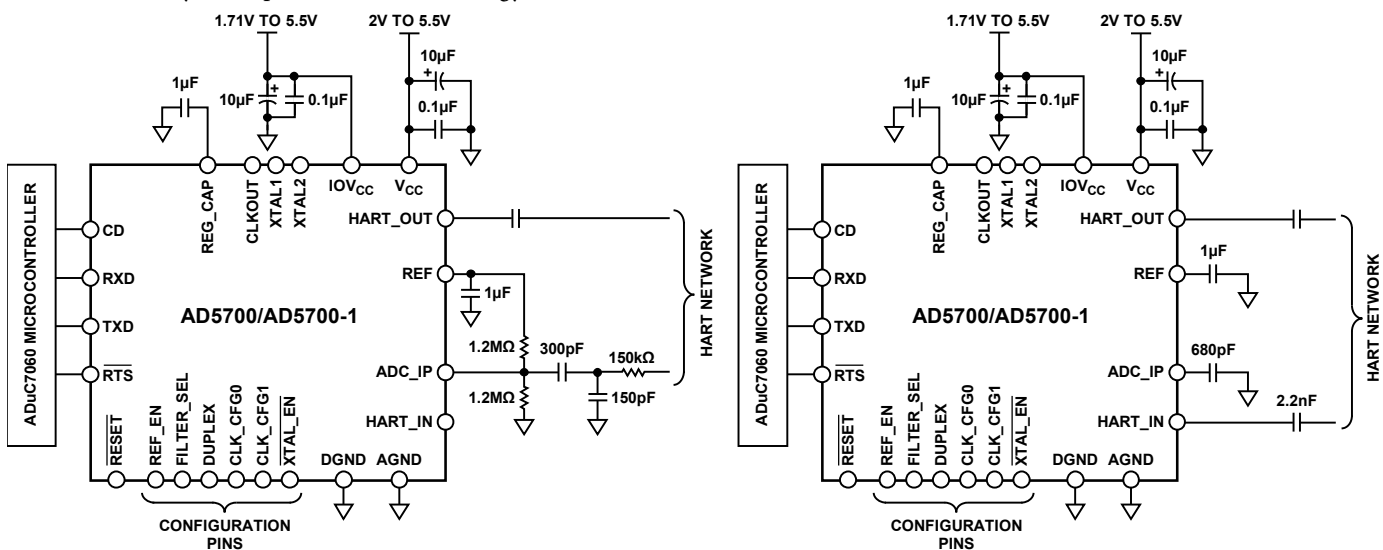 1.71V TO 5.5V
2V TO 5.5V
10µF
1µF
10µF
+
0.1µF
+
0.1µF
ADuC7060 MICROCONTROLLER
REG_CAP
CLKOUT
XTAL1
XTAL2
IOVCC
VCC
CD
RXD
TXD
RTS
AD5700/AD5700-1
HART_OUT
REF
ADC_IP
HART_IN
1µF
1.2MΩ
1.2MΩ
300pF
150kΩ
150pF
HART NETWORK
RESET
REF_EN
FILTER_SEL
DUPLEX
CLK_CFG0
CLK_CFG1
XTAL_EN
DGND
AGND
CONFIGURATION
PINS
1.71V TO 5.5V
2V TO 5.5V
10µF
1µF
10µF
+
0.1µF
+
0.1µF
ADuC7060 MICROCONTROLLER
REG_CAP
CLKOUT
XTAL1
XTAL2
IOVCC
VCC
CD
RXD
TXD
RTS
AD5700/AD5700-1
HART_OUT
REF
ADC_IP
HART_IN
1µF
680pF
2.2nF
HART NETWORK
RESET
REF_EN
FILTER_SEL
DUPLEX
CLK_CFG0
CLK_CFG1
XTAL_EN
DGND
AGND
CONFIGURATION
PINS